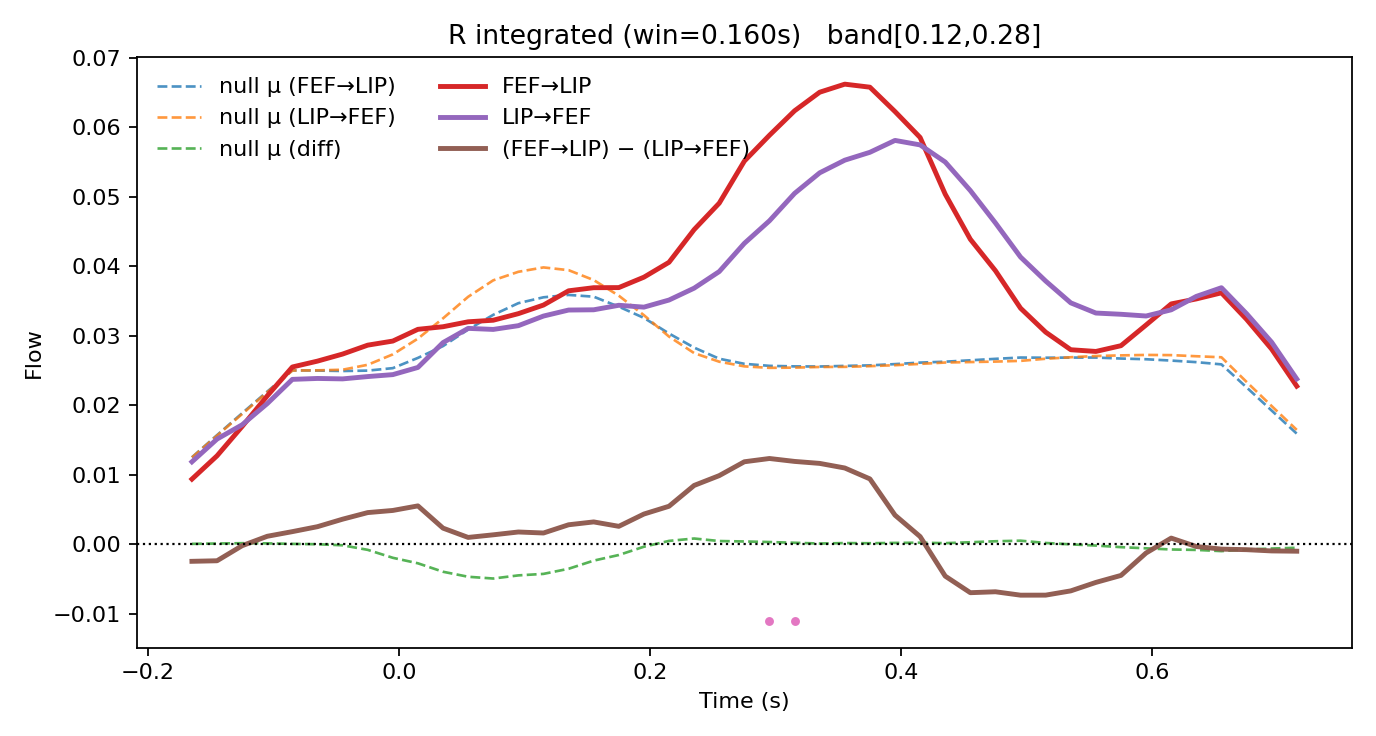 R integrated (win=0.160s)   band[0.12,0.28]
null μ (FEF→LIP)
null μ (LIP→FEF)
null μ (diff)
FEF→LIP
LIP→FEF
(FEF→LIP) − (LIP→FEF)
0.07
0.06
0.05
0.04
0.03
0.02
0.01
0.00
−0.01
Flow
−0.2 0.0 0.2 0.4 0.6
Time (s)